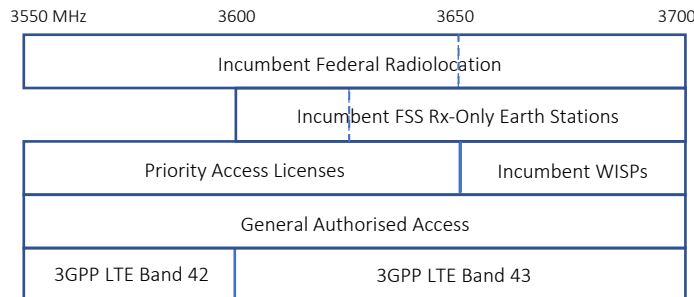 3550 MHz 3600 3650 3700
Incumbent Federal Radiolocation
Incumbent FSS Rx-Only Earth Stations
Priority Access Licenses Incumbent WISPs
General Authorised Access
3GPP LTE Band 42 3GPP LTE Band 43